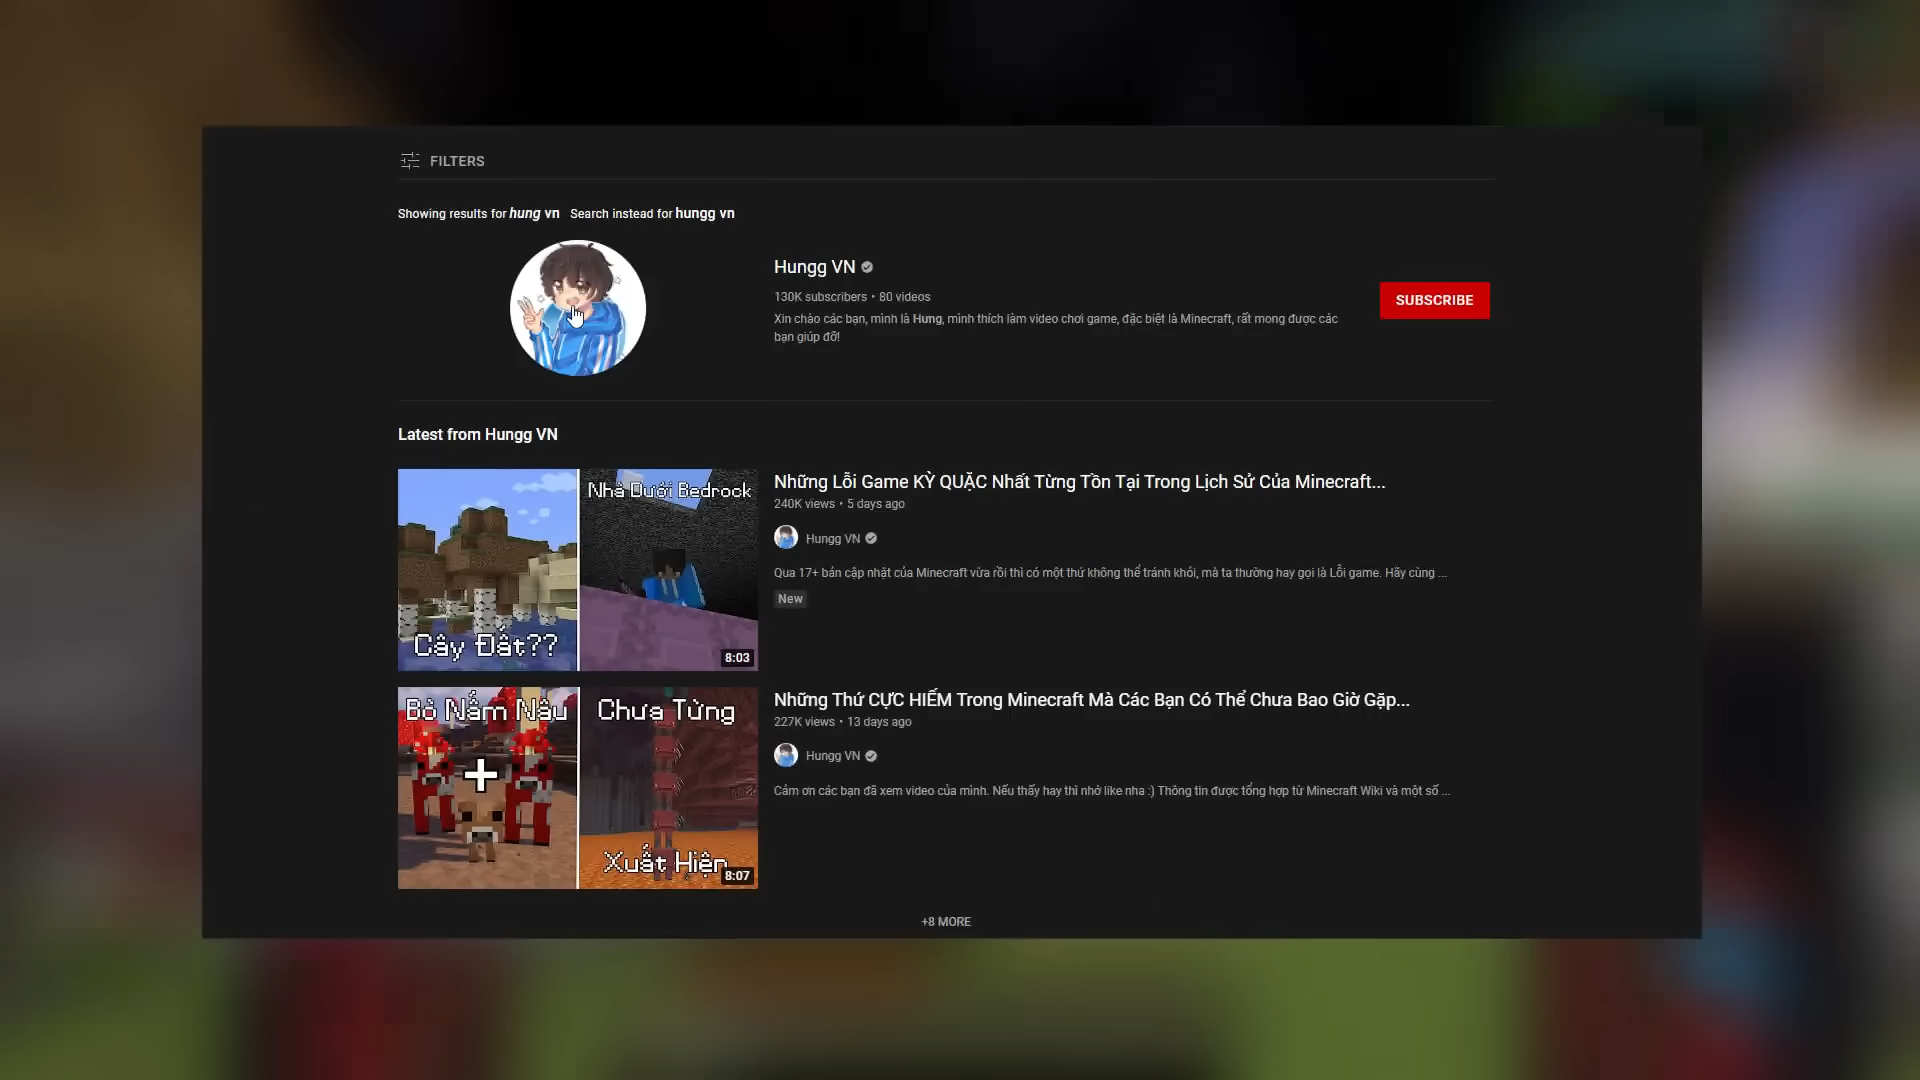 FILTERS
Showing results for hung vn Search instead for hungg vn
Hungg VN
130K subscribers • 80 videos
SUBSCRIBE
Xin chào các bạn, mình là Hung, mình thích làm video chơi game, đặc biệt là Minecraft, rất mong được các
bạn giúp đỡ!
Latest from Hungg VN
Nhà Dưới Bedrock
Cây Đất??
8:03
Những Lỗi Game KỲ QUẶC Nhất Từng Tồn Tại Trong Lịch Sử Của Minecraft...
240K views • 5 days ago
Hungg VN
Qua 17+ bản cập nhật của Minecraft vừa rồi thì có một thứ không thể tránh khỏi, mà ta thường hay gọi là Lỗi game. Hãy cùng ...
New
Bò Nấm Nâu
Chưa Từng
+
Xuất Hiện
8:07
Những Thứ CỰC HIẾM Trong Minecraft Mà Các Bạn Có Thể Chưa Bao Giờ Gặp...
227K views • 13 days ago
Hungg VN
Cảm ơn các bạn đã xem video của mình. Nếu thấy hay thì nhớ like nha :) Thông tin được tổng hợp từ Minecraft Wiki và một số ...
+8 MORE